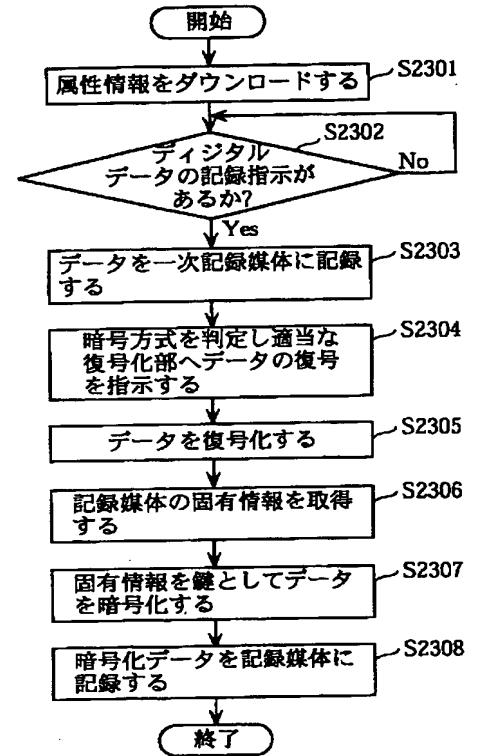 開始
属性情報をダウンロードする
S2301
S2302
ディジタル
データの記録指示が
あるか?
No
Yes
データを一次記録媒体に記録
する
S2303
暗号方式を判定し適当な
復号化部へデータの復号
を指示する
S2304
データを復号化する
S2305
記録媒体の固有情報を取得
する
S2306
固有情報を鍵としてデータ
を暗号化する
S2307
暗号化データを記録媒体に
記録する
S2308
終了